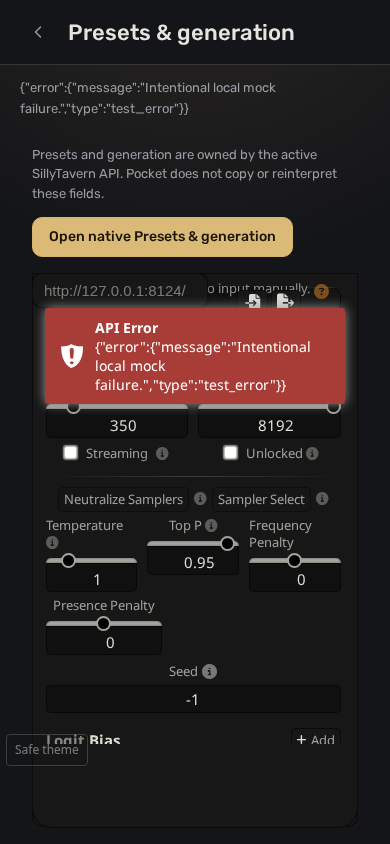 Presets & generation
{"error":{"message":"Intentional local mock
failure.","type":"test_error"}}
Presets and generation are owned by the active
SillyTavern API. Pocket does not copy or reinterpret
these fields.
Open native Presets & generation
http://127.0.0.1:8124/
o input manually.
API Error
{"error":{"message":"Intentional
local mock
failure.","type":"test_error"}}
350
8192
Streaming
Unlocked
Neutralize Samplers
Sampler Select
Temperature
Top P
Frequency
Penalty
1
0.95
0
Presence Penalty
0
Seed
-1
Logit Bias
+ Add
Safe theme